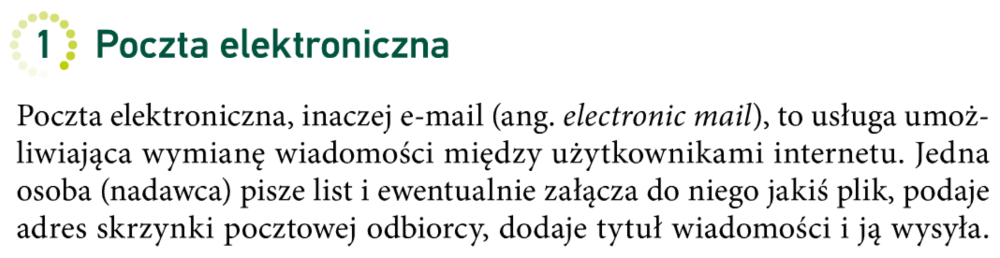 1 Poczta elektroniczna
Poczta elektroniczna, inaczej e-mail (ang. electronic mail), to usługa umoż-
liwiająca wymianę wiadomości między użytkownikami internetu. Jedna
osoba (nadawca) pisze list i ewentualnie załącza do niego jakiś plik, podaje
adres skrzynki pocztowej odbiorcy, dodaje tytuł wiadomości i ją wysyła.